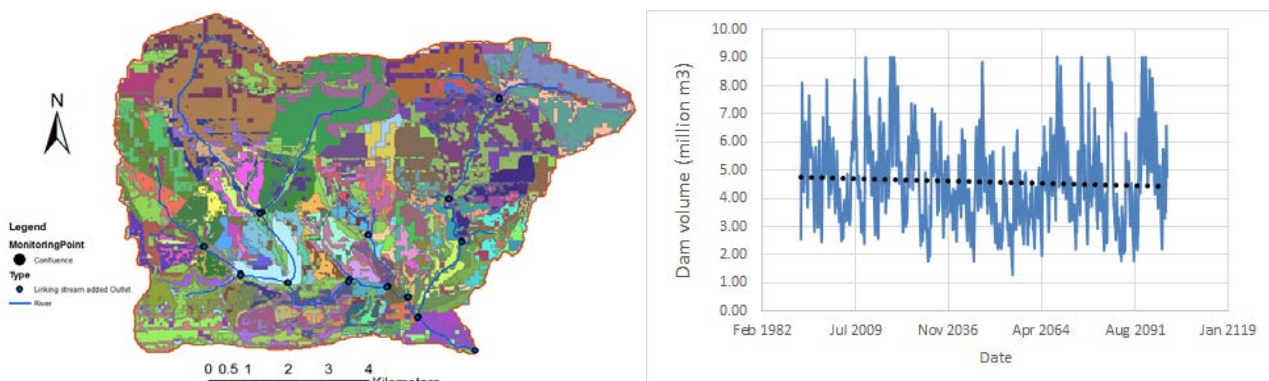 N
Legend
MonitoringPoint
Confluence
Type
Linking stream added Outlet
River
0 0.5 1 2 3 4
Kilometers
Dam volume (million m3)
10.00
9.00
8.00
7.00
6.00
5.00
4.00
3.00
2.00
1.00
0.00
Feb 1982 Jul 2009 Nov 2036 Apr 2064 Aug 2091 Jan 2119
Date